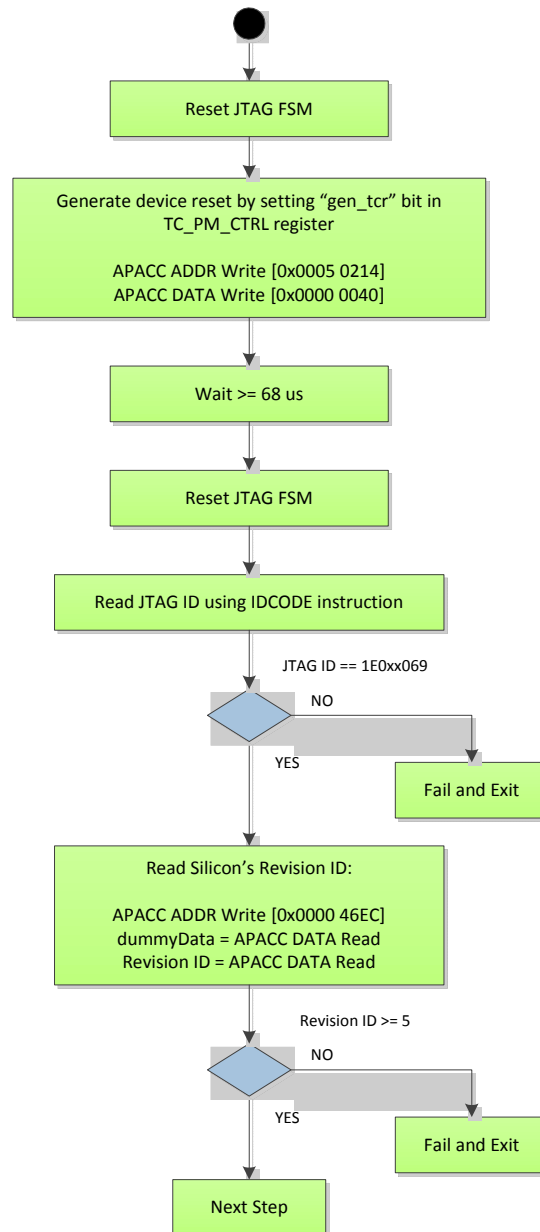 Reset JTAG FSM
Generate device reset by setting “gen_tcr” bit in
TC_PM_CTRL register
APACC ADDR Write [0x0005 0214]
APACC DATA Write [0x0000 0040]
Wait >= 68 us
Reset JTAG FSM
Read JTAG ID using IDCODE instruction
JTAG ID == 1E0xx069
NO
YES
Fail and Exit
Read Silicon’s Revision ID:
APACC ADDR Write [0x0000 46EC]
dummyData = APACC DATA Read
Revision ID = APACC DATA Read
Revision ID >= 5
NO
YES
Fail and Exit
Next Step